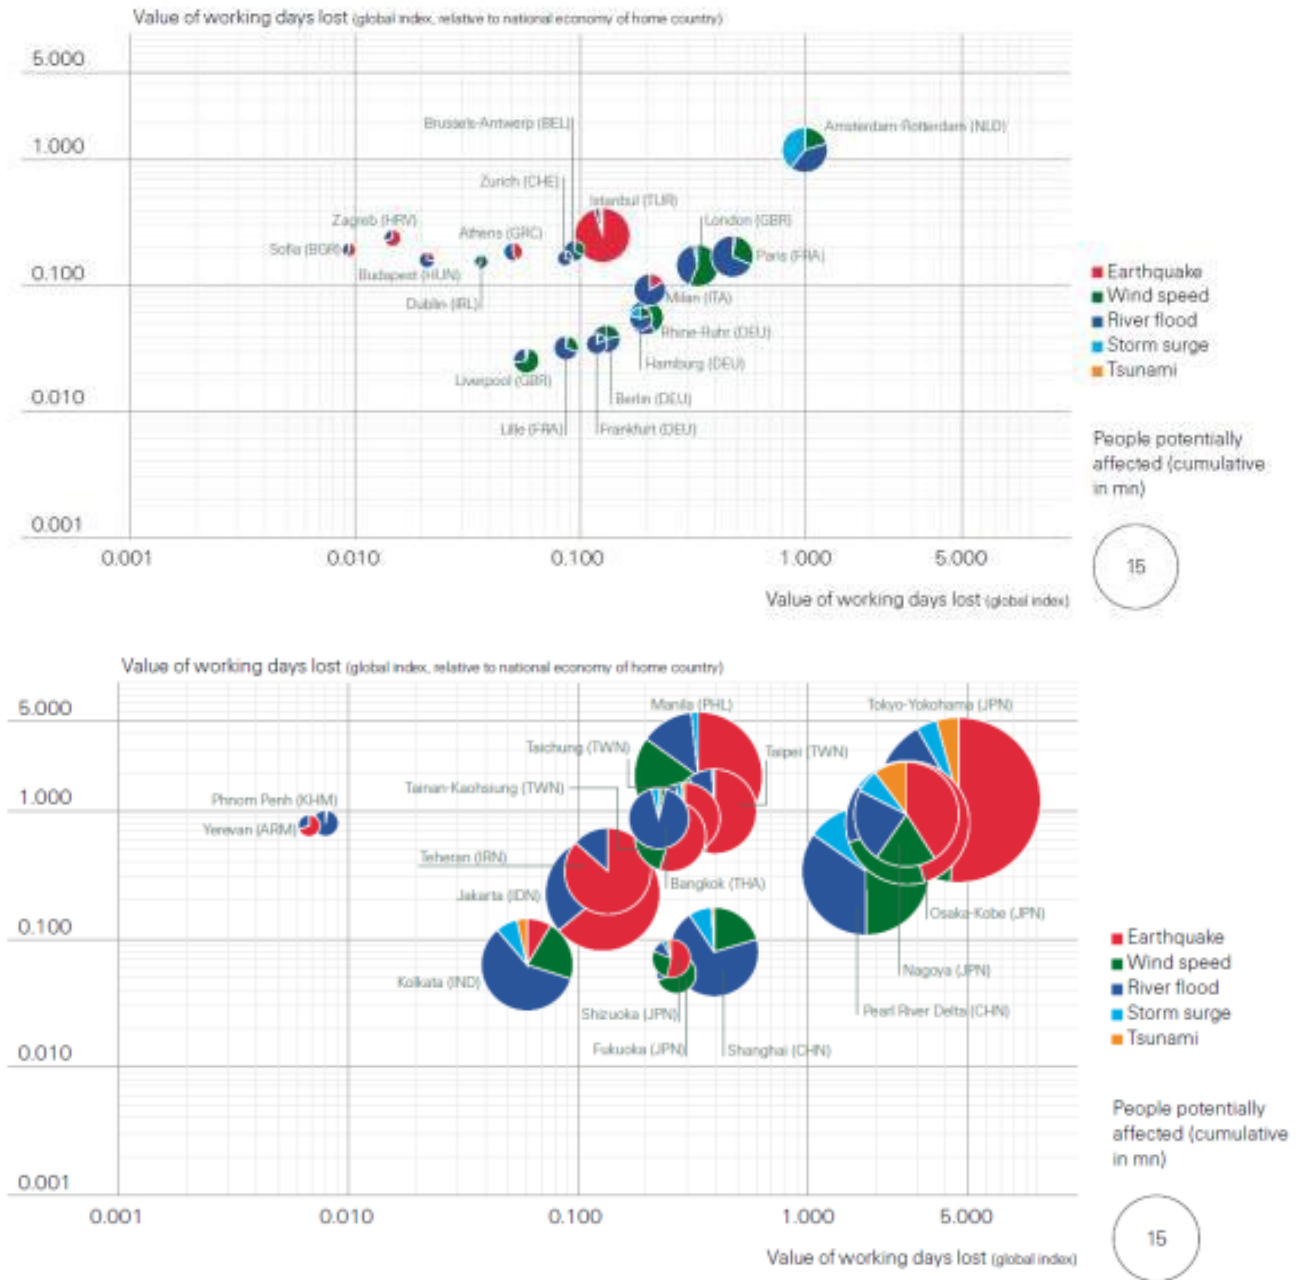 Value of working days lost (global index, relative to national economy of home country)
5.000
Brussels-Antwerp (BEL)
Amsterdam-Rotterdam (NLD)
1.000
Zurich (CHE)
Istanbul (TUR)
Zagreb (HRV)
London (GBR)
Athens (GRC)
Sofia (BGR)
Paris (FRA)
Budapest (HUN)
Earthquake
0.100
Wind speed
Dublin (IRL)
Milan (ITA)
River flood
Rhine-Ruhr (DEU)
Storm surge
Hamburg (DEU)
Tsunami
Liverpool (GBR)
Berlin (DEU)
0.010
Lille (FRA)
Frankfurt (DEU)
People potentially
affected (cumulative
in mn)
0.001
0.001
0.010
0.100
1.000
5.000
15
Value of working days lost (global index)
Value of working days lost (global index, relative to national economy of home country)
5.000
Manila (PHL)
Tokyo-Yokohama (JPN)
Taichung (TWN)
Taipei (TWN)
Tainan-Kaohsiung (TWN)
1.000
Phnom Penh (KHM)
Yerevan (ARM)
Teheran (IRN)
Bangkok (THA)
Jakarta (IDN)
Osaka-Kobe (JPN)
0.100
Earthquake
Wind speed
Nagoya (JPN)
Kolkata (IND)
River flood
Pearl River Delta (CHN)
Shizuoka (JPN)
Storm surge
Tsunami
Fukuoka (JPN)
Shanghai (CHN)
0.010
People potentially
affected (cumulative
in mn)
0.001
0.001
0.010
0.100
1.000
5.000
15
Value of working days lost (global index)